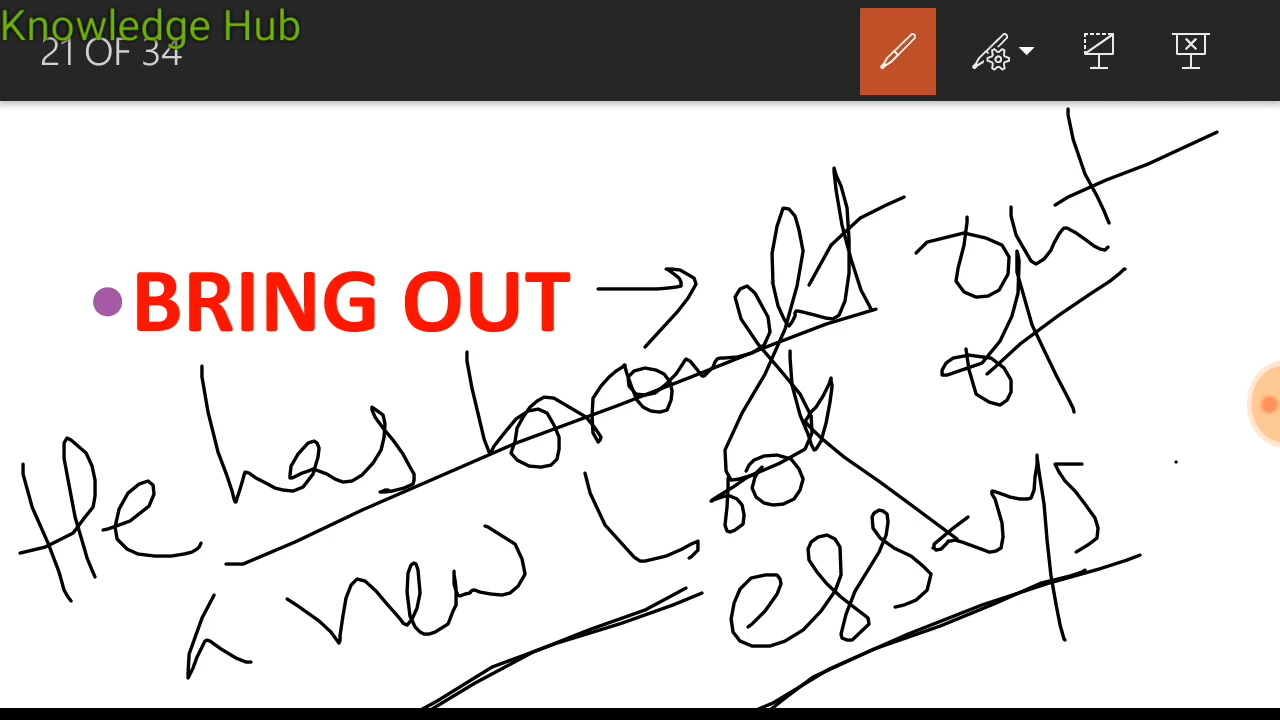 Knowledge Hub
21 OF 34
• BRING OUT →
He has brought out
a new book of
essays